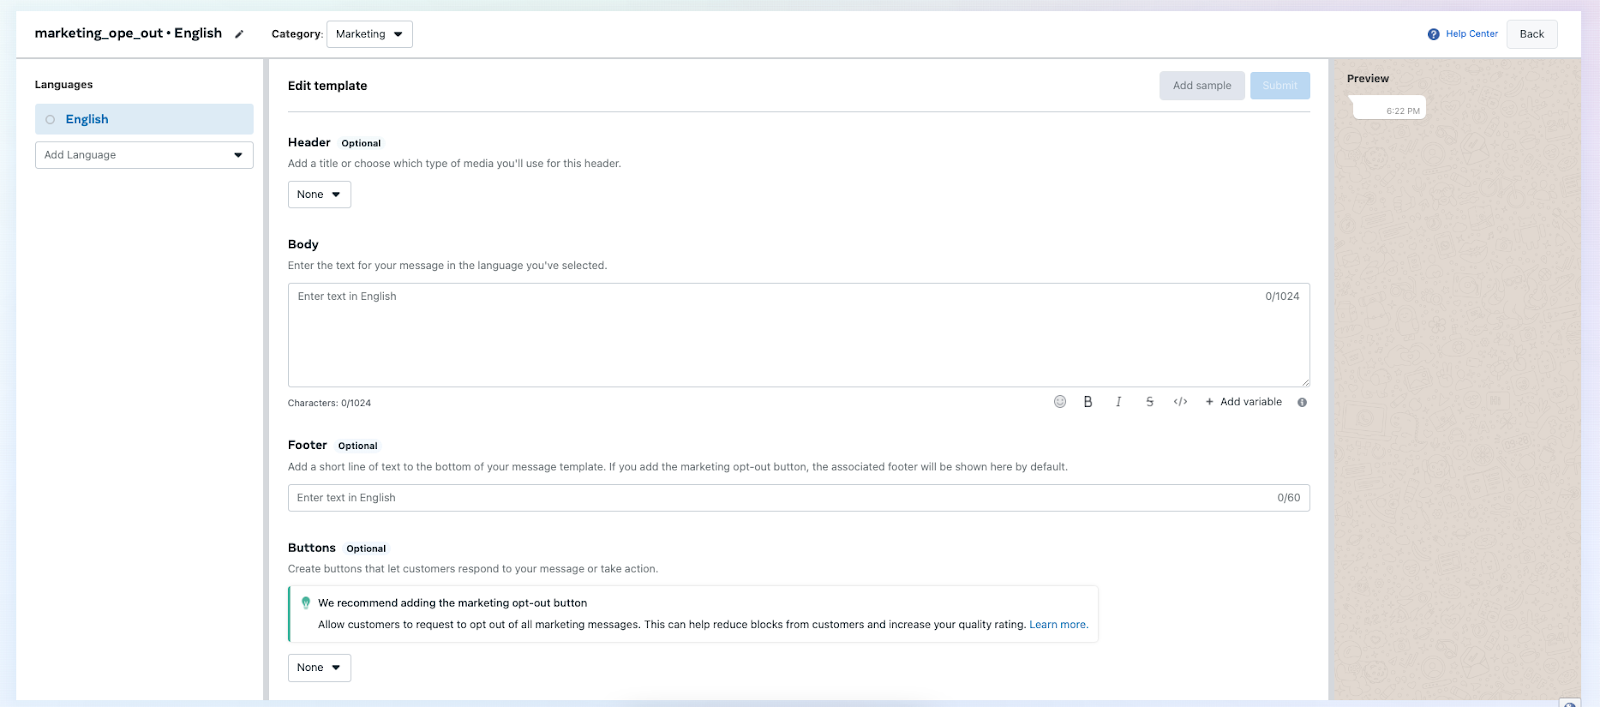 marketing_ope_out • English
Category: Marketing
Help Center
Back
Languages
English
Add Language
Edit template
Add sample
Submit
Header Optional
Add a title or choose which type of media you'll use for this header.
None
Body
Enter the text for your message in the language you've selected.
Enter text in English 0/1024
Characters: 0/1024
B I S </> + Add variable
Footer Optional
Add a short line of text to the bottom of your message template. If you add the marketing opt-out button, the associated footer will be shown here by default.
Enter text in English 0/60
Buttons Optional
Create buttons that let customers respond to your message or take action.
We recommend adding the marketing opt-out button
Allow customers to request to opt out of all marketing messages. This can help reduce blocks from customers and increase your quality rating. Learn more.
None
Preview
6:22 PM